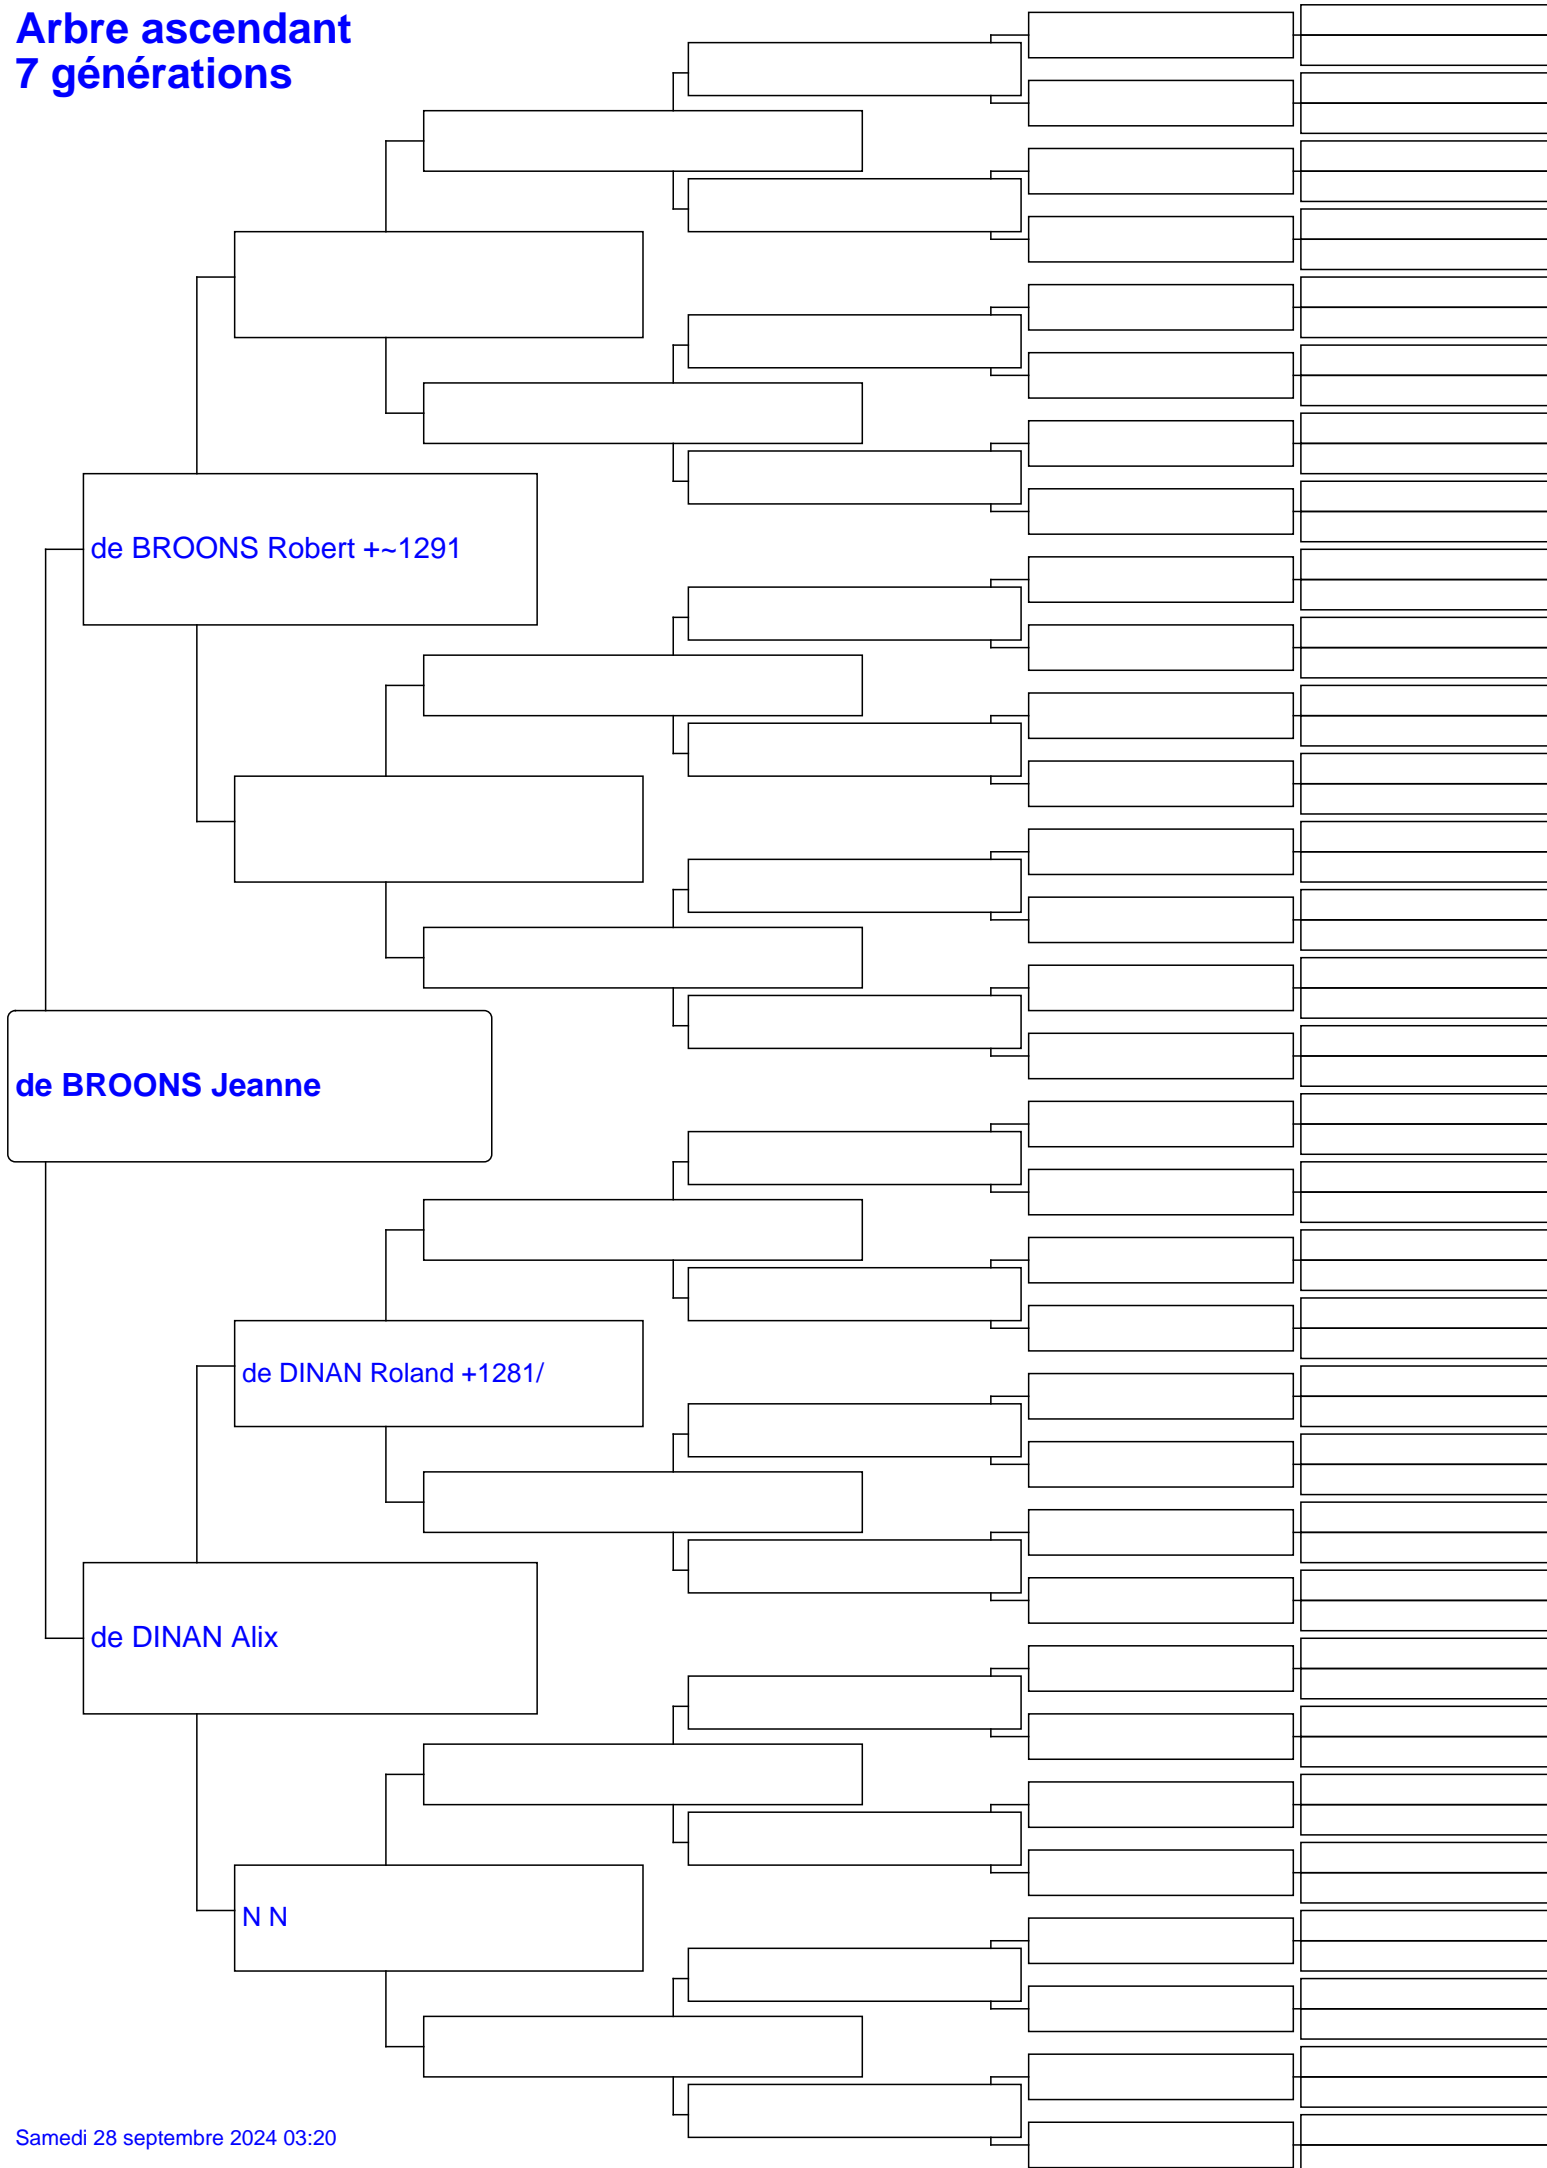 Arbre ascendant
7 générations
de BROONS Robert +~1291
de BROONS Jeanne
de DINAN Roland +1281/
de DINAN Alix
N N
Samedi 28 septembre 2024 03:20